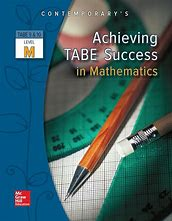 CONTEMPORARY'S
TABE 9 & 10
LEVEL
M
Achieving
TABE Success
in Mathematics
Mc
Graw
Hill
Education